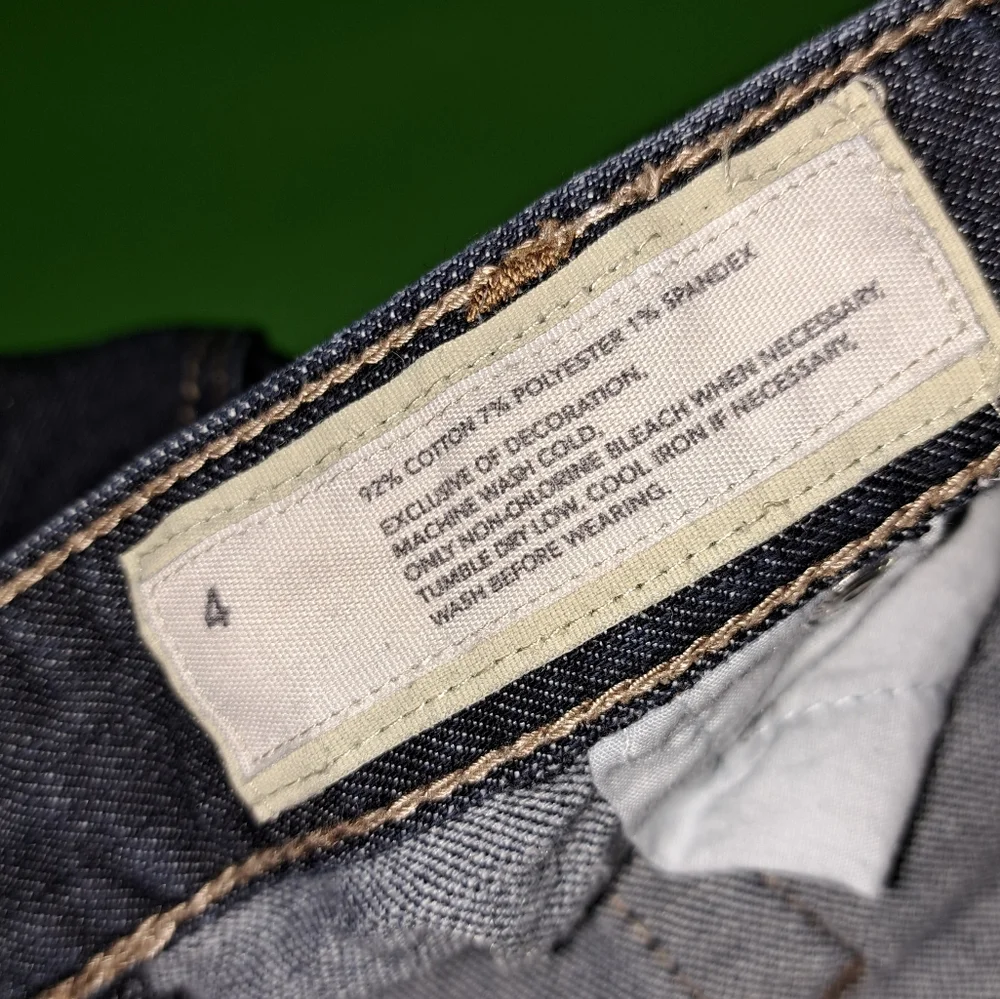 92% COTTON 7% POLYESTER 1% SPANDEX
EXCLUSIVE OF DECORATION.
MACHINE WASH COLD.
ONLY NON-CHLORINE BLEACH WHEN NECESSARY.
TUMBLE DRY LOW, COOL IRON IF NECESSARY.
WASH BEFORE WEARING.
4